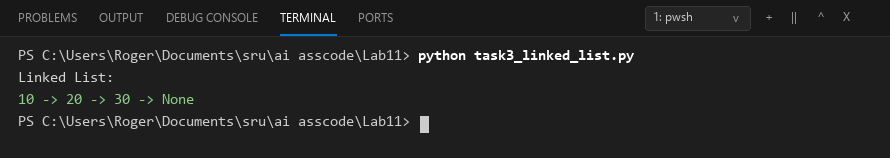 PROBLEMS OUTPUT DEBUG CONSOLE TERMINAL PORTS 1: pwsh v + || ^ X
PS C:\Users\Roger\Documents\sru\ai asscode\Lab11> python task3_linked_list.py
Linked List:
10 -> 20 -> 30 -> None
PS C:\Users\Roger\Documents\sru\ai asscode\Lab11>